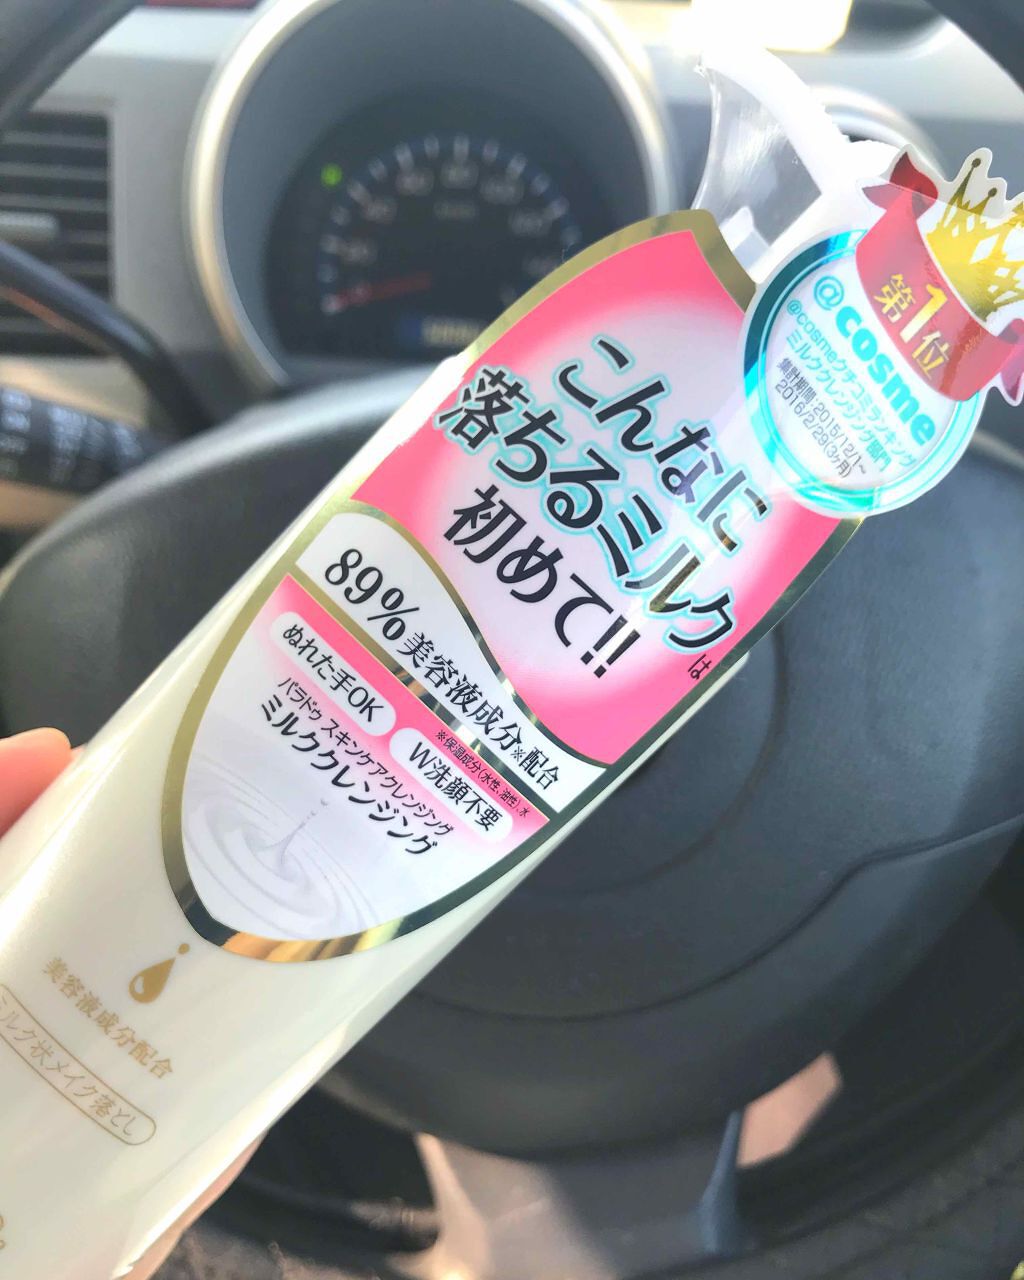 第1位
@cosme
@cosmeクチコミランキング
ミルククレンジング部門
集計期間:2015/12/1~
2016/2/29(3ヶ月)
こんなに
落ちるミルクは
初めて!!
89%美容液成分※配合
※保湿成分(水性、油性)、水
ぬれた手OK
W洗顔不要
パラドゥ スキンケアクレンジング
ミルククレンジング
美容液成分配合
ミルク状メイク落とし